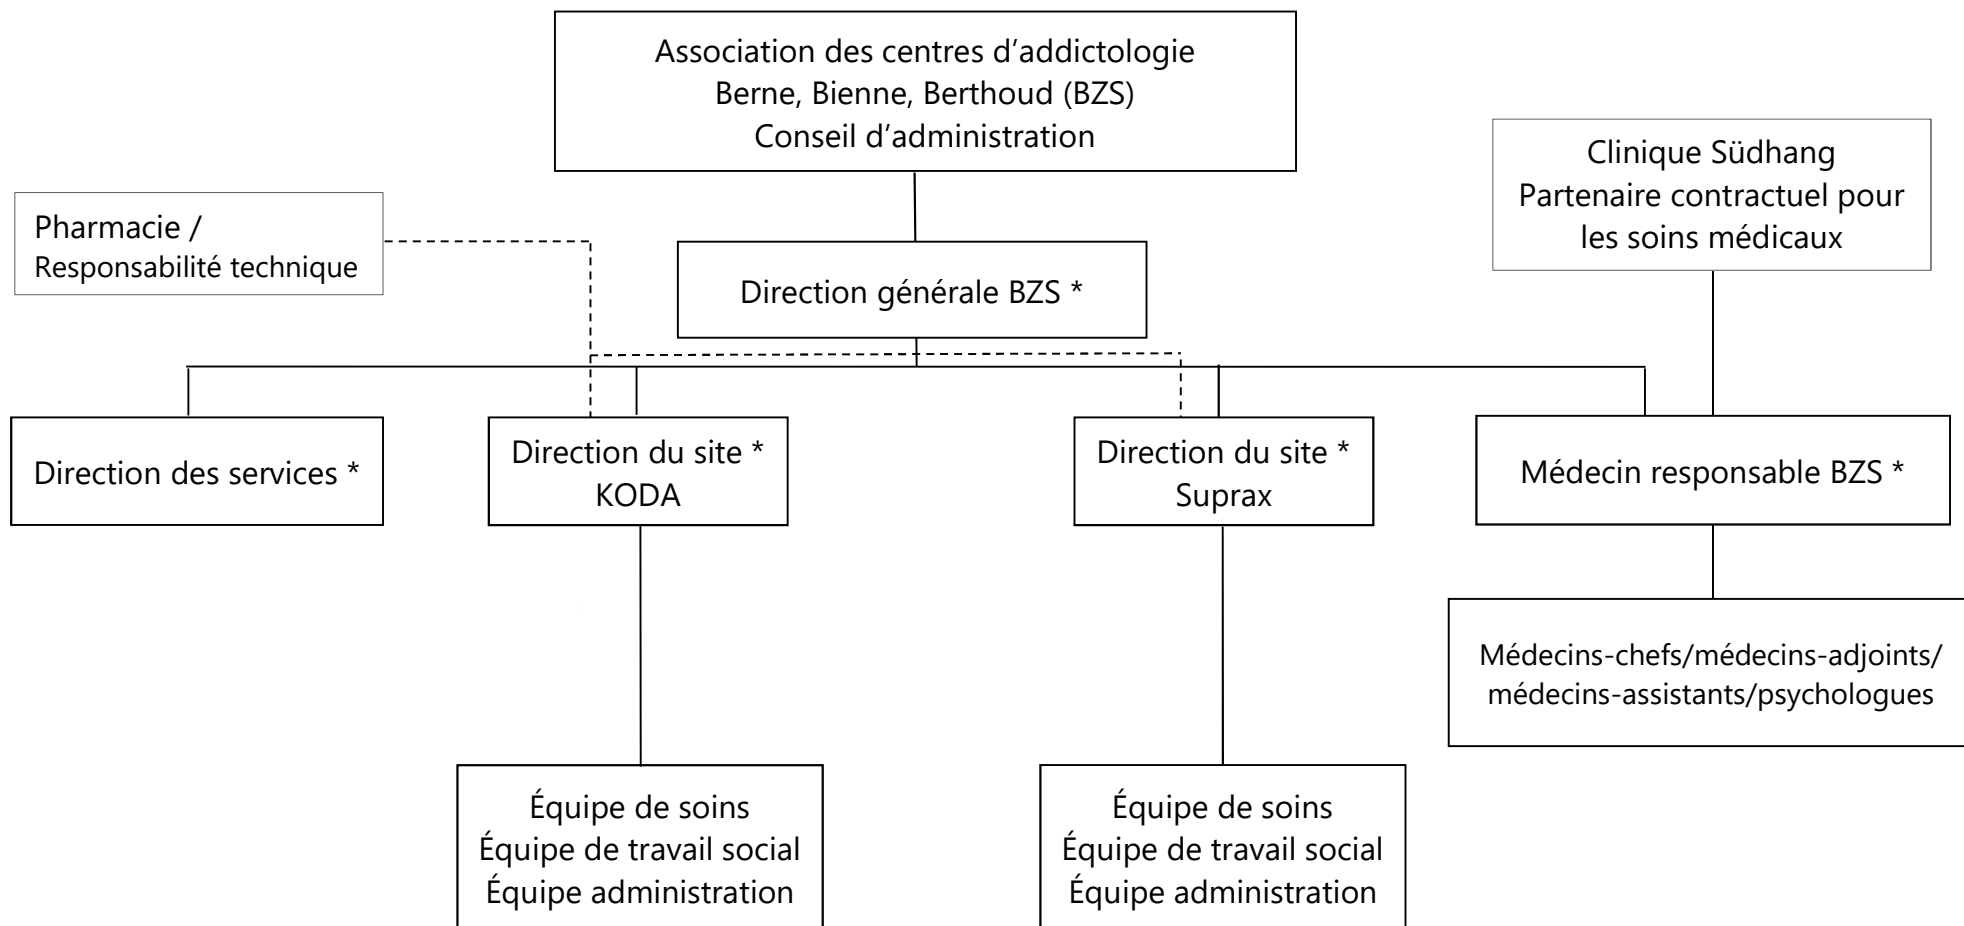 Association des centres d’addictologie
Berne, Bienne, Berthoud (BZS)
Conseil d’administration
Clinique Südhang
Partenaire contractuel pour
les soins médicaux
Pharmacie /
Responsabilité technique
Direction générale BZS *
Direction des services *
Direction du site *
KODA
Direction du site *
Suprax
Médecin responsable BZS *
Médecins-chefs/médecins-adjoints/
médecins-assistants/psychologues
Équipe de soins
Équipe de travail social
Équipe administration
Équipe de soins
Équipe de travail social
Équipe administration